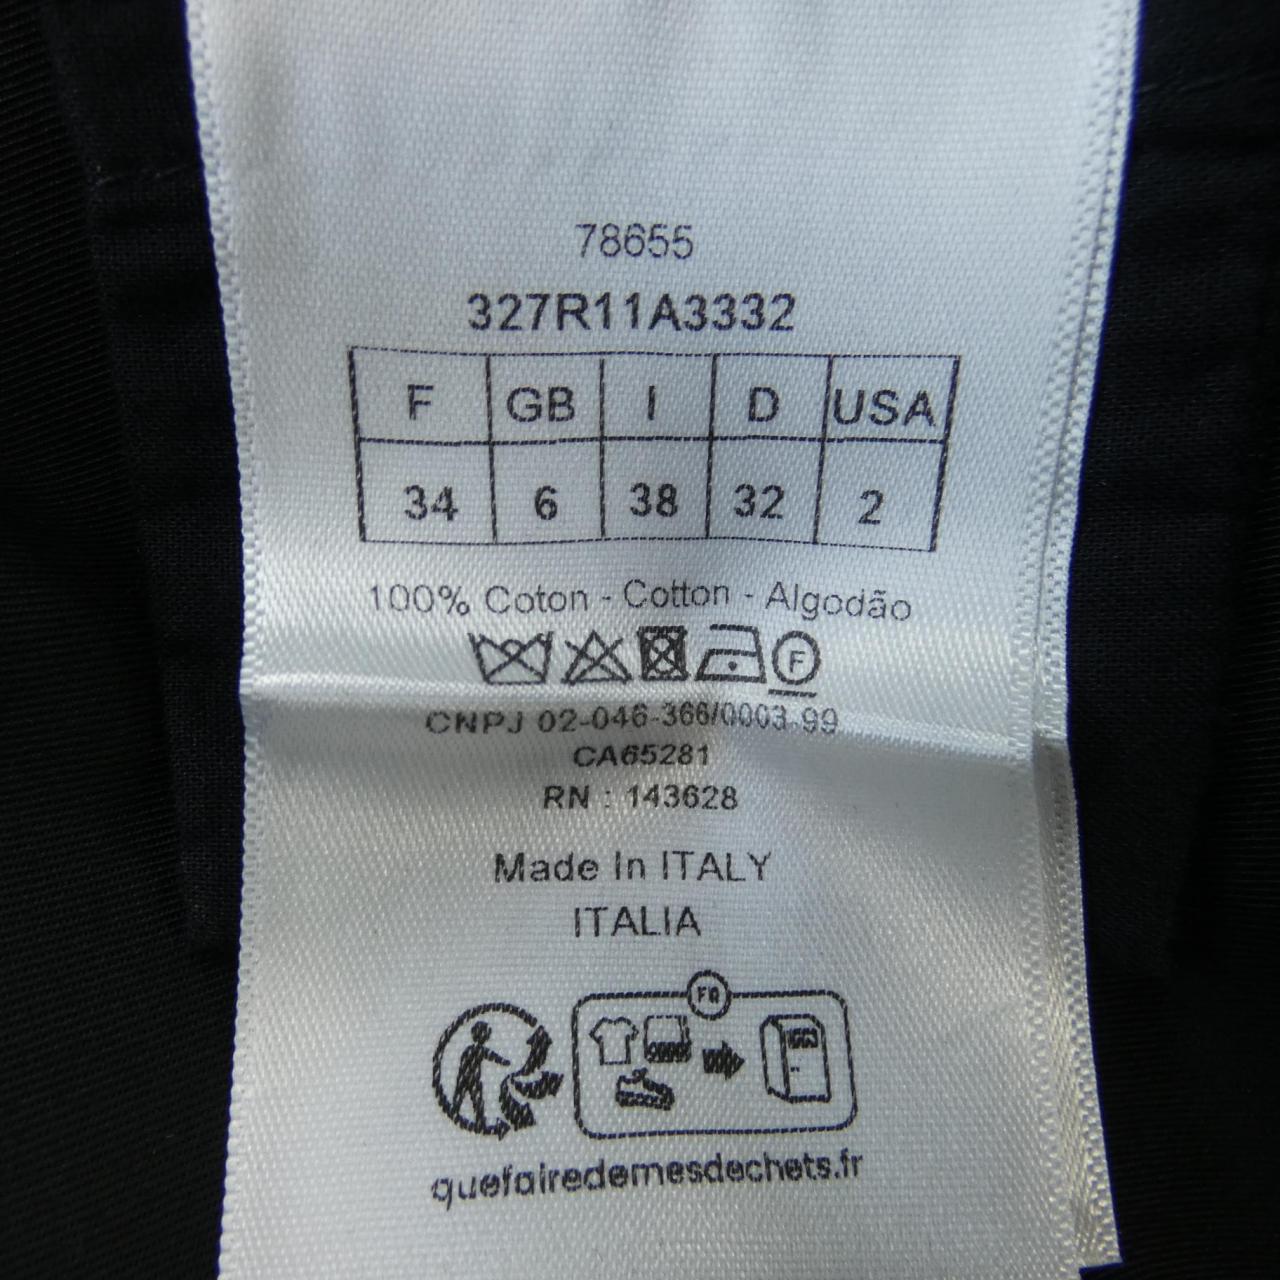 78655
327R11A3332
F GB I D USA
34 6 38 32 2
100% Coton - Cotton - Algodão
F
CNPJ 02-046-366/0003-99
CA65281
RN : 143628
Made In ITALY
ITALIA
FR
quefairedemesdechets.fr